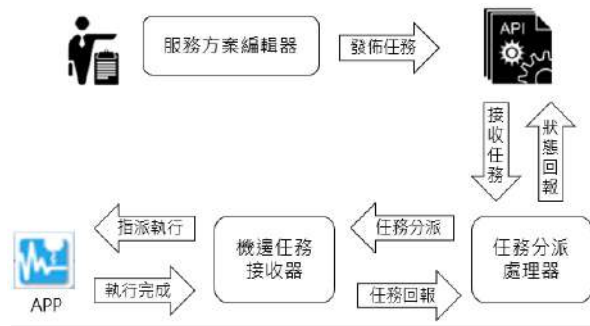 服務方案編輯器
發佈任務
API
接收任務
狀態回報
指派執行
機邊任務
接收器
任務分派
任務分派
處理器
APP
執行完成
任務回報